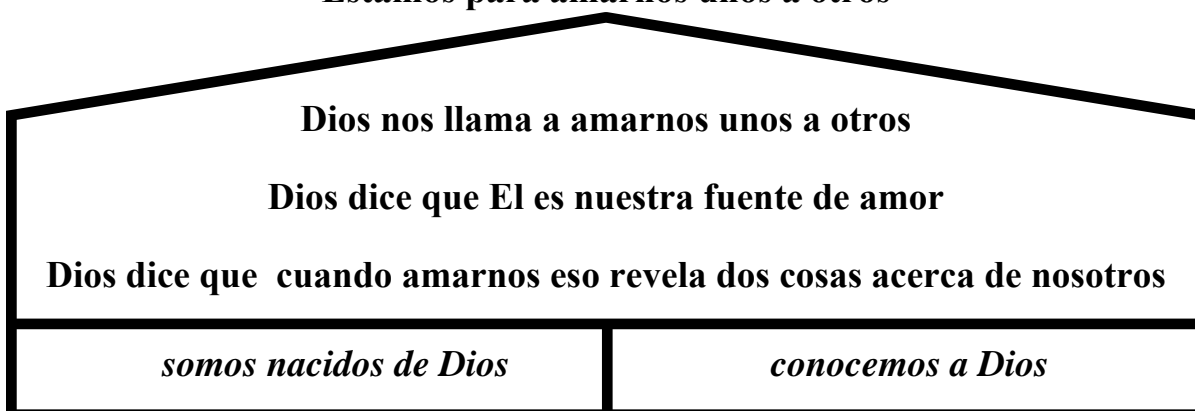 Estamos para amarnos unos a otros
Dios nos llama a amarnos unos a otros
Dios dice que El es nuestra fuente de amor
Dios dice que cuando amarnos eso revela dos cosas acerca de nosotros
somos nacidos de Dios
conocemos a Dios